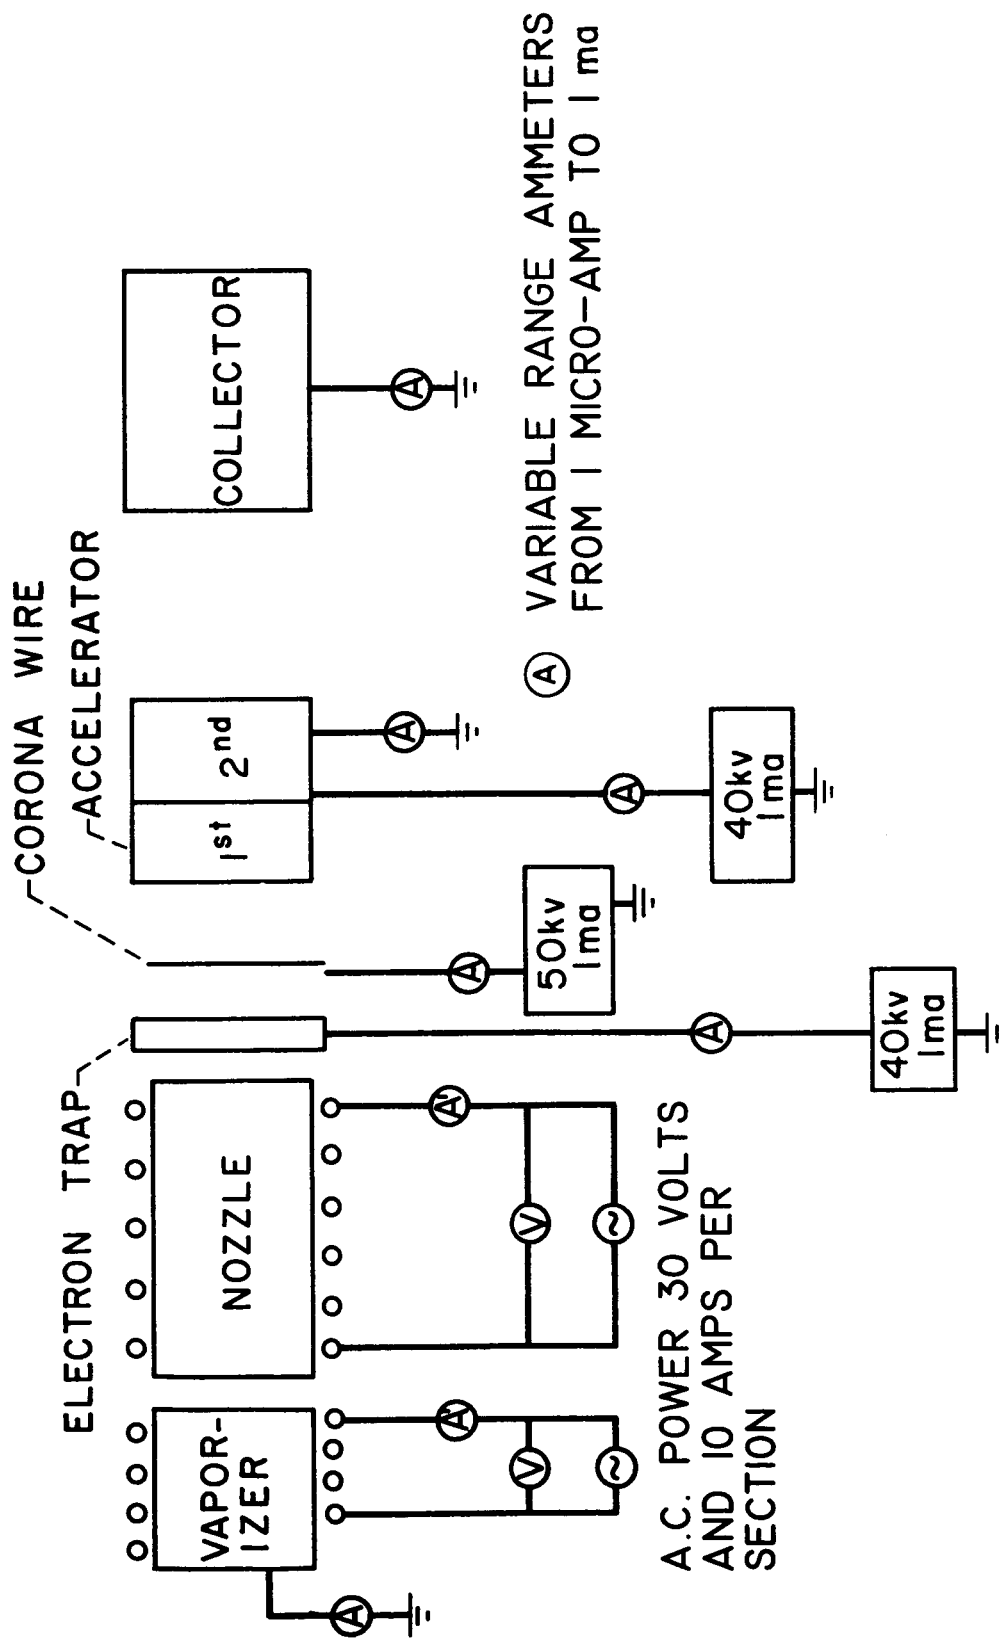 CORONA WIRE
ACCELERATOR
ELECTRON TRAP
VAPOR-
IZER
NOZZLE
1st
2nd
COLLECTOR
A
A
V
~
A
V
~
A
40kv
1ma
A
50kv
1ma
A
40kv
1ma
A
A
A.C. POWER 30 VOLTS
AND 10 AMPS PER
SECTION
A
VARIABLE RANGE AMMETERS
FROM 1 MICRO-AMP TO 1 ma